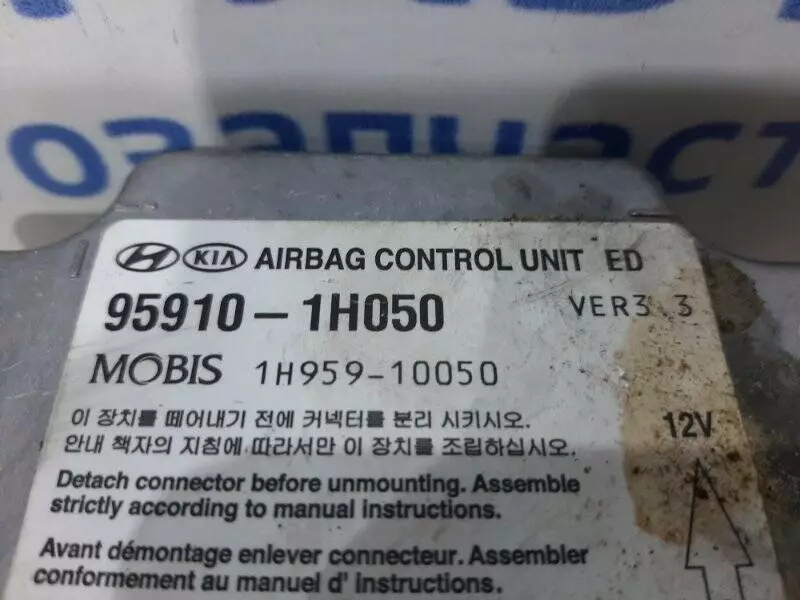 озапчаст
HYUNDAI KIA AIRBAG CONTROL UNIT ED
95910-1H050 VER3.3
MOBIS 1H959-10050
이 장치를 떼어내기 전에 커넥터를 분리 시키시오.
안내 책자의 지침에 따라서만 이 장치를 조립하십시오.
12V
Detach connector before unmounting. Assemble
strictly according to manual instructions.
Avant démontage enlever connecteur. Assembler
conformement au manuel d' instructions.